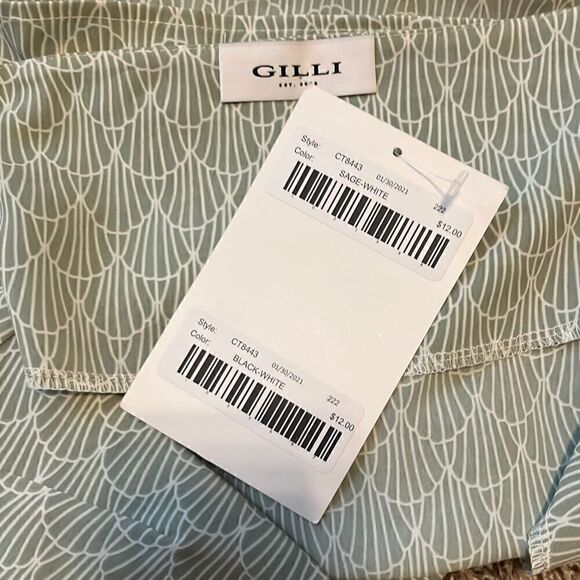 GILLI
Style: CT8443 01/30/2021 222
Color: SAGE-WHITE $12.00
Style: CT8443 01/30/2021 222
Color: BLACK-WHITE $12.00